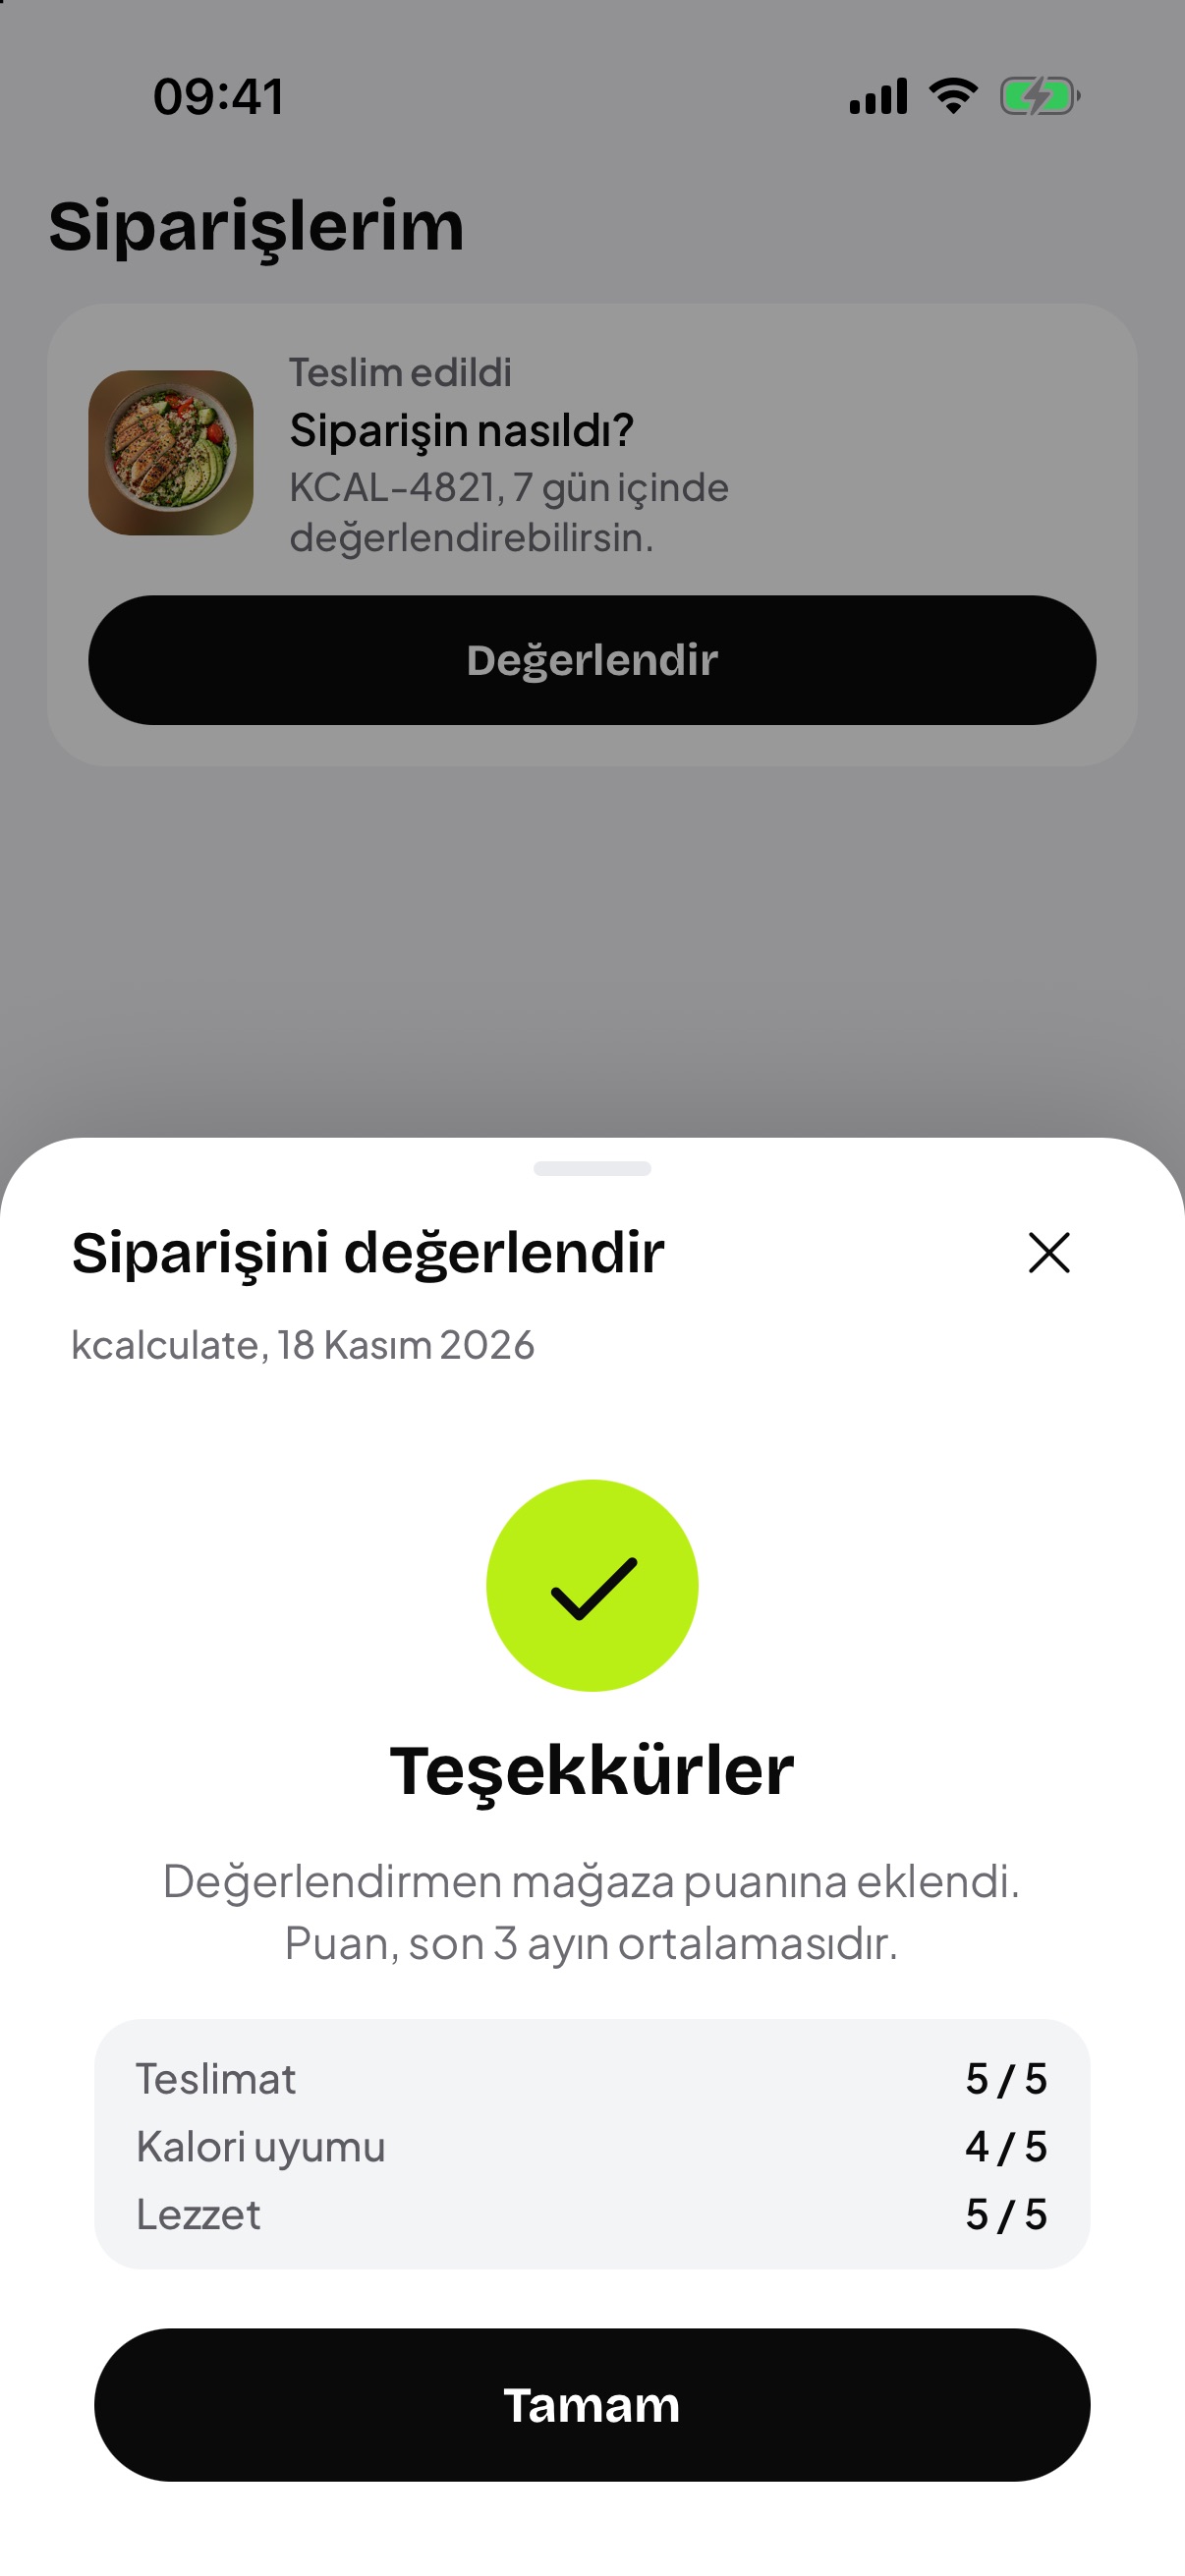 09:41
Siparişlerim
Teslim edildi
Siparişin nasıldı?
KCAL-4821, 7 gün içinde
değerlendirebilirsin.
Değerlendir
Siparişini değerlendir
kcalculate, 18 Kasım 2026
Teşekkürler
Değerlendirmen mağaza puanına eklendi.
Puan, son 3 ayın ortalamasıdır.
Teslimat 5 / 5
Kalori uyumu 4 / 5
Lezzet 5 / 5
Tamam